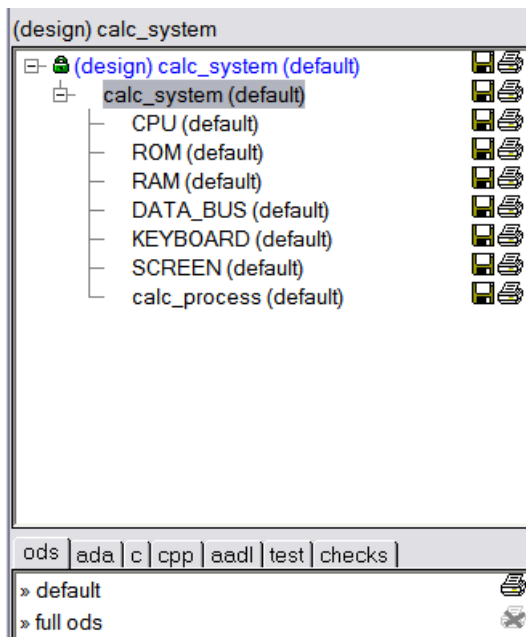 (design) calc_system
(design) calc_system (default)
calc_system (default)
CPU (default)
ROM (default)
RAM (default)
DATA_BUS (default)
KEYBOARD (default)
SCREEN (default)
calc_process (default)
ods ada c cpp aadl test checks
» default
» full ods